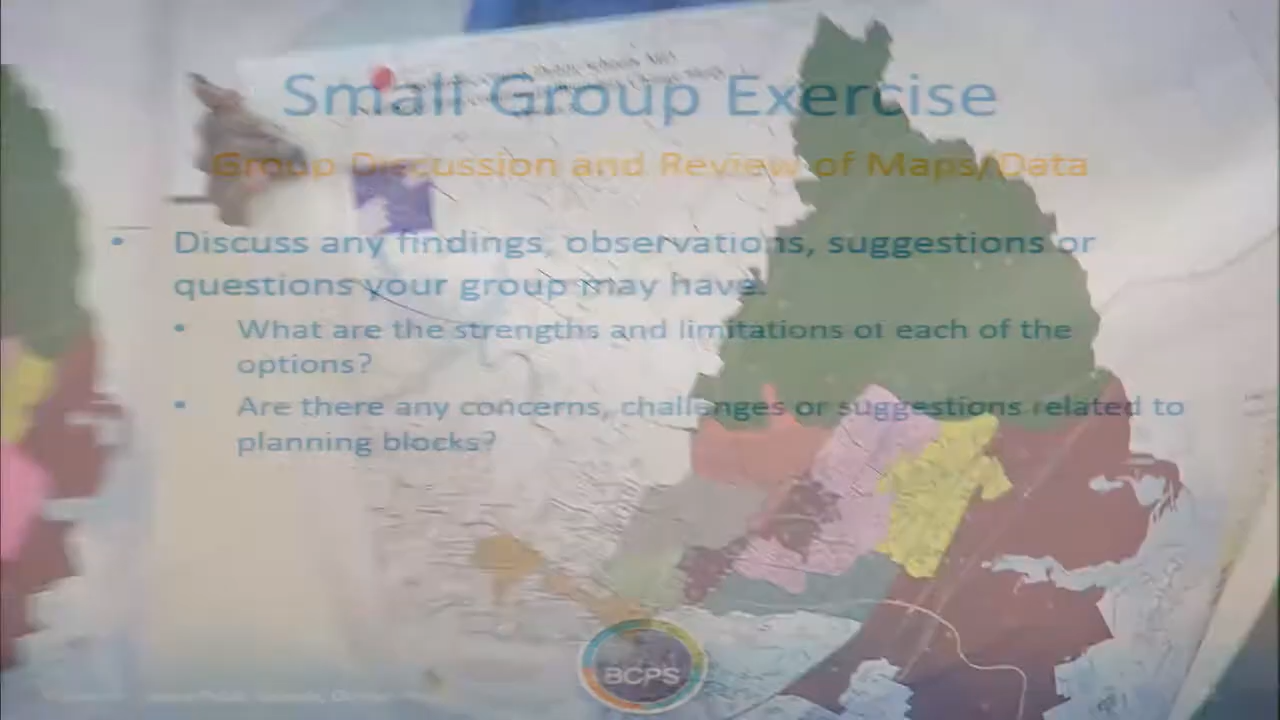 Small Group Exercise
Group Discussion and Review of Maps/Data
• Discuss any findings, observations, suggestions or
questions your group may have.
• What are the strengths and limitations of each of the
options?
• Are there any concerns, challenges or suggestions related to
planning blocks?
BCPS